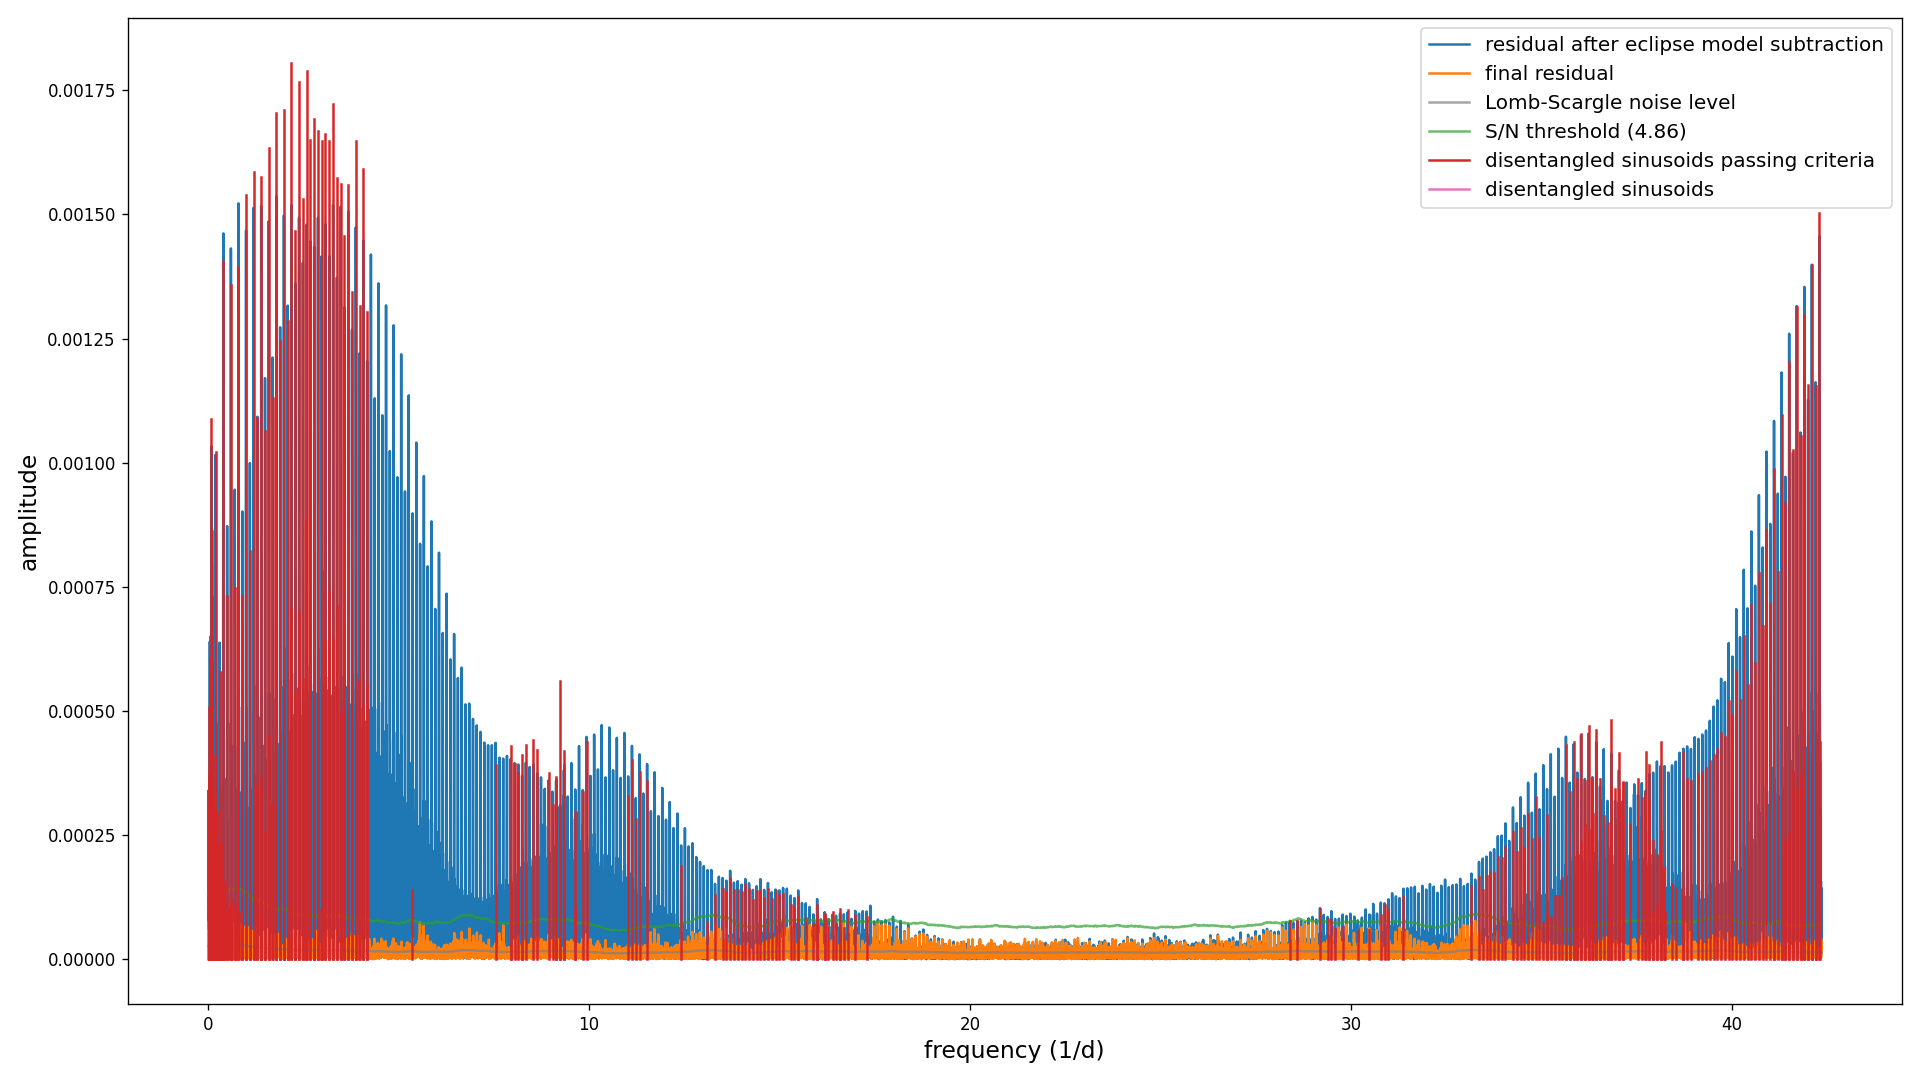 residual after eclipse model subtraction
final residual
Lomb-Scargle noise level
S/N threshold (4.86)
disentangled sinusoids passing criteria
disentangled sinusoids
amplitude
0.00175
0.00150
0.00125
0.00100
0.00075
0.00050
0.00025
0.00000
0 10 20 30 40
frequency (1/d)